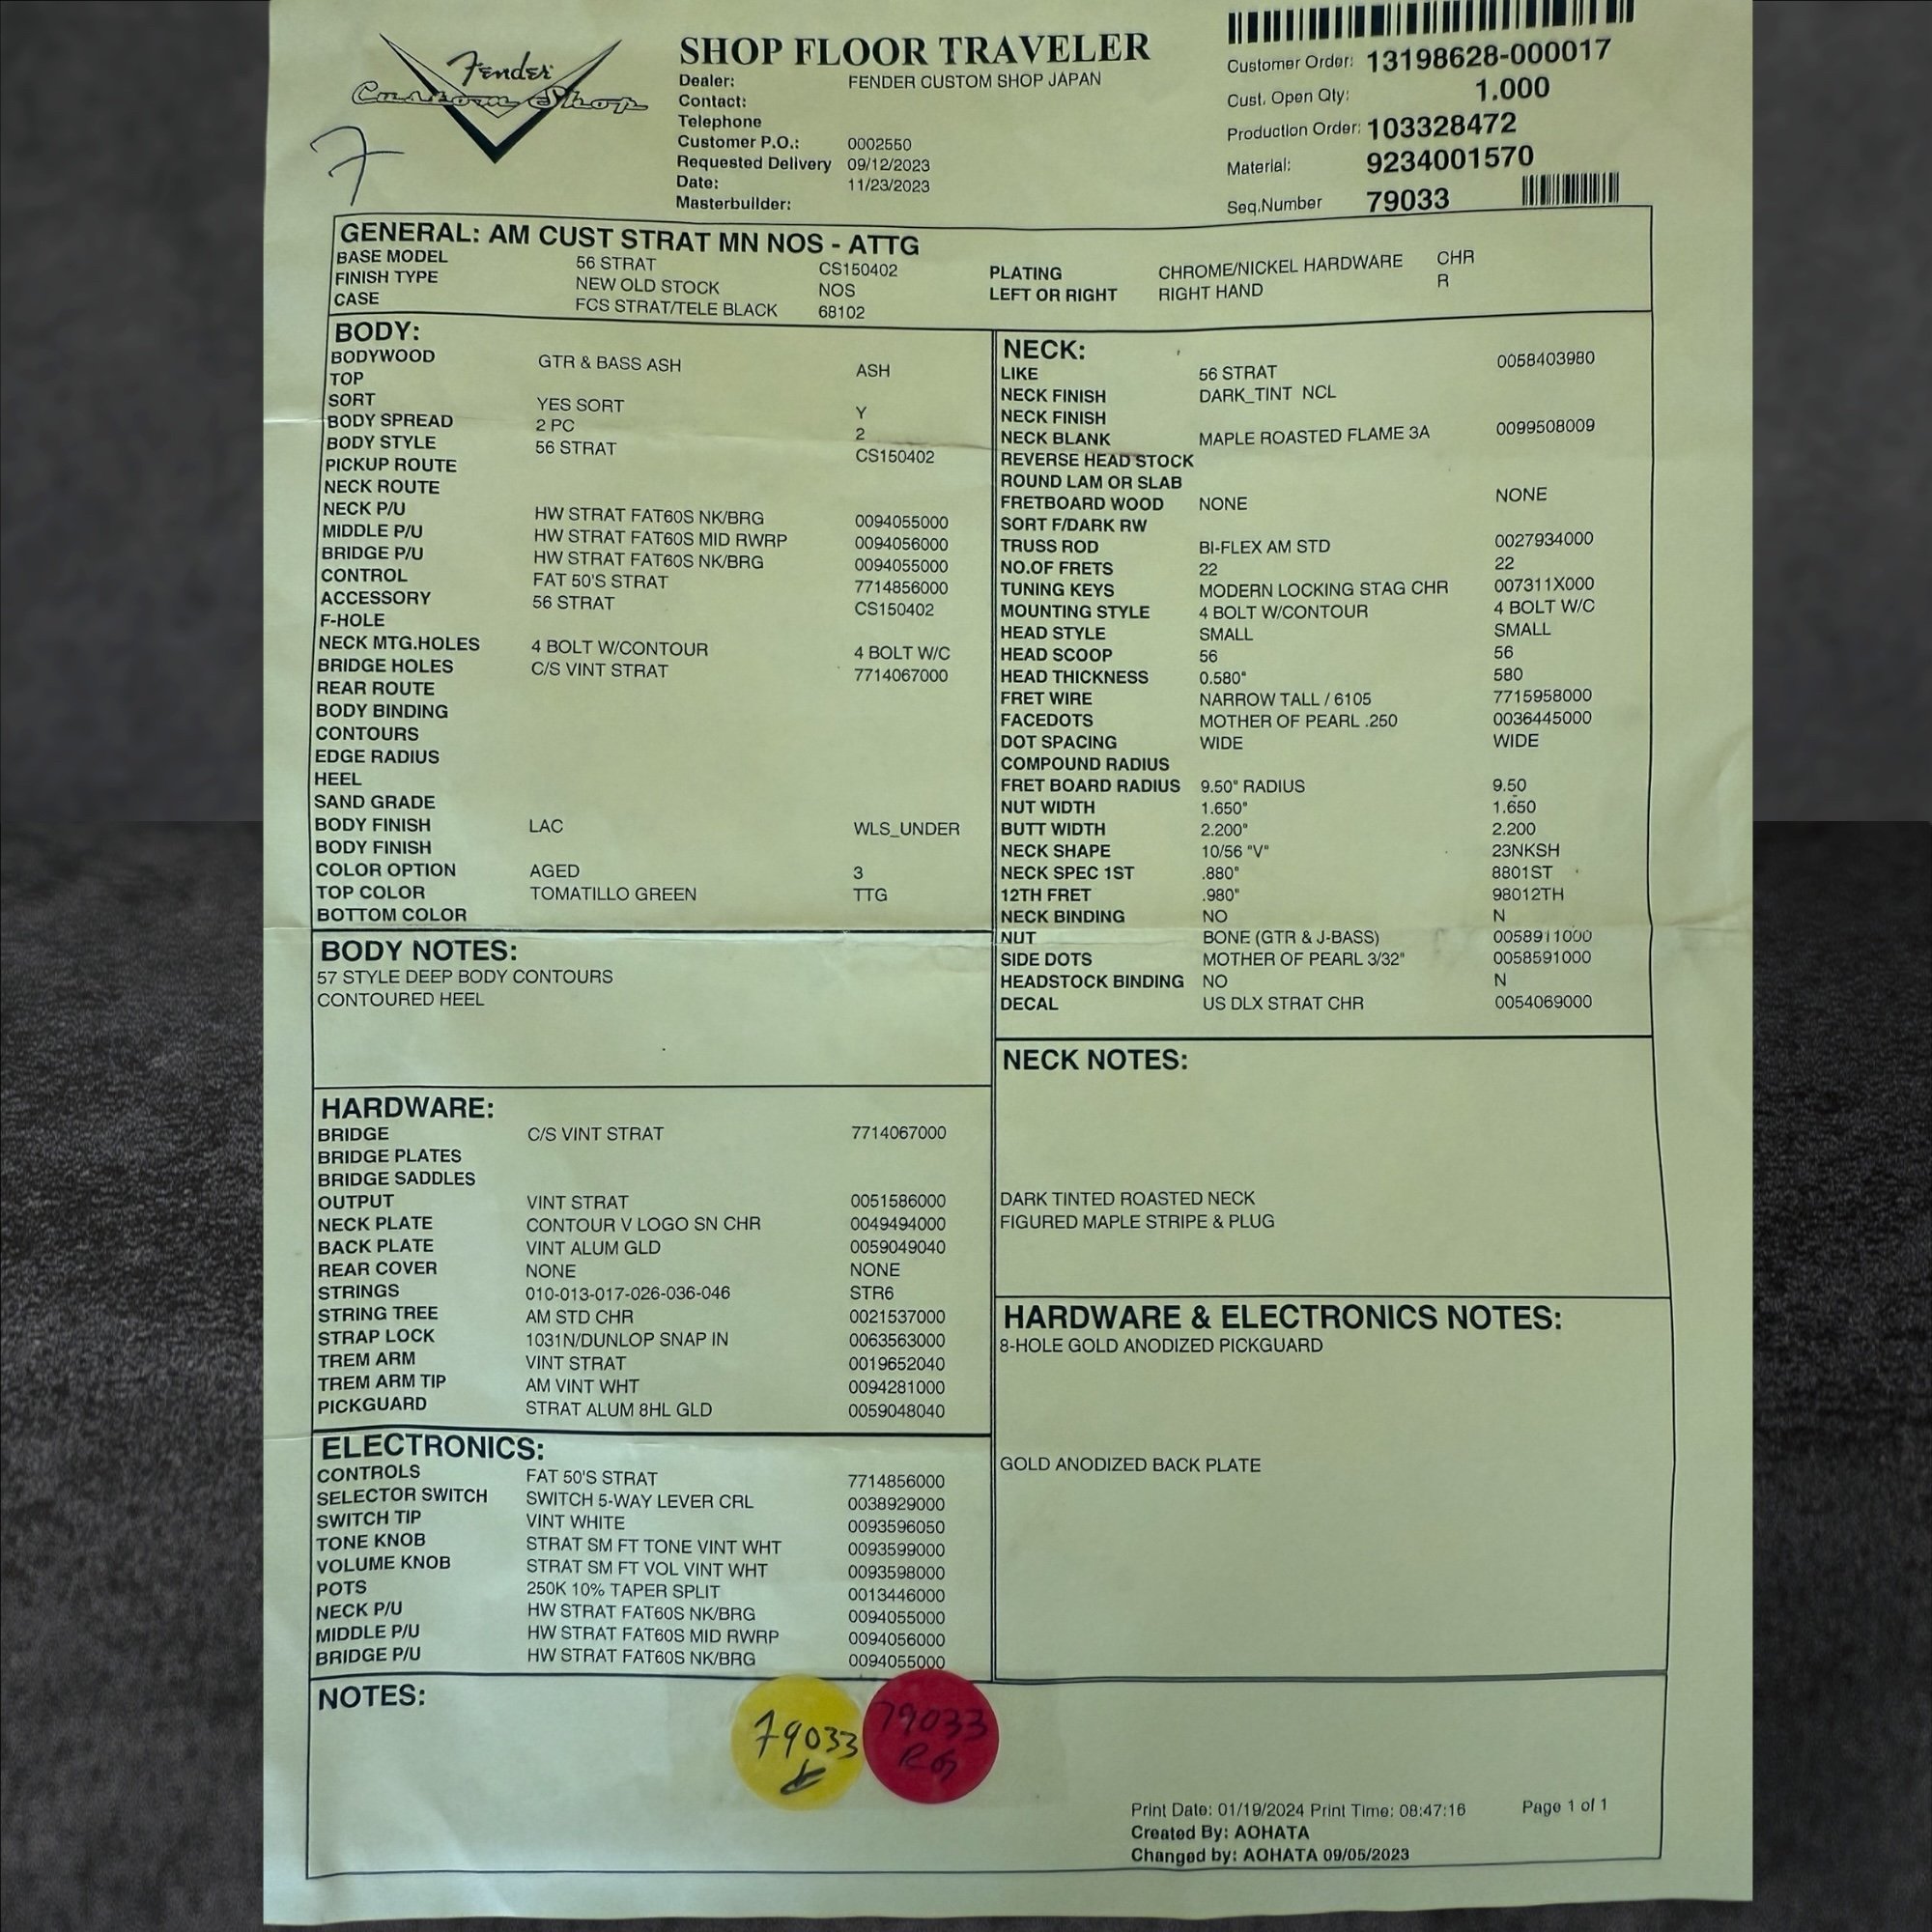 Fender
Custom Shop
7
SHOP FLOOR TRAVELER
Dealer: FENDER CUSTOM SHOP JAPAN
Contact:
Telephone
Customer P.O.: 0002550
Requested Delivery 09/12/2023
Date: 11/23/2023
Masterbuilder:
Customer Order: 13198628-000017
Cust. Open Qty: 1.000
Production Order: 103328472
Material: 9234001570
Seq.Number 79033
GENERAL: AM CUST STRAT MN NOS - ATTG
BASE MODEL 56 STRAT CS150402
FINISH TYPE NEW OLD STOCK NOS
CASE FCS STRAT/TELE BLACK 68102
PLATING CHROME/NICKEL HARDWARE CHR
LEFT OR RIGHT RIGHT HAND R
BODY:
BODYWOOD GTR & BASS ASH ASH
TOP
SORT YES SORT Y
BODY SPREAD 2 PC 2
BODY STYLE 56 STRAT CS150402
PICKUP ROUTE
NECK ROUTE
NECK P/U HW STRAT FAT60S NK/BRG 0094055000
MIDDLE P/U HW STRAT FAT60S MID RWRP 0094056000
BRIDGE P/U HW STRAT FAT60S NK/BRG 0094055000
CONTROL FAT 50'S STRAT 7714856000
ACCESSORY 56 STRAT CS150402
F-HOLE
NECK MTG.HOLES 4 BOLT W/CONTOUR 4 BOLT W/C
BRIDGE HOLES C/S VINT STRAT 7714067000
REAR ROUTE
BODY BINDING
CONTOURS
EDGE RADIUS
HEEL
SAND GRADE
BODY FINISH LAC WLS_UNDER
BODY FINISH
COLOR OPTION AGED 3
TOP COLOR TOMATILLO GREEN TTG
BOTTOM COLOR
BODY NOTES:
57 STYLE DEEP BODY CONTOURS
CONTOURED HEEL
HARDWARE:
BRIDGE C/S VINT STRAT 7714067000
BRIDGE PLATES
BRIDGE SADDLES
OUTPUT VINT STRAT 0051586000
NECK PLATE CONTOUR V LOGO SN CHR 0049494000
BACK PLATE VINT ALUM GLD 0059049040
REAR COVER NONE NONE
STRINGS 010-013-017-026-036-046 STR6
STRING TREE AM STD CHR 0021537000
STRAP LOCK 1031N/DUNLOP SNAP IN 0063563000
TREM ARM VINT STRAT 0019652040
TREM ARM TIP AM VINT WHT 0094281000
PICKGUARD STRAT ALUM 8HL GLD 0059048040
ELECTRONICS:
CONTROLS FAT 50'S STRAT 7714856000
SELECTOR SWITCH SWITCH 5-WAY LEVER CRL 0038929000
SWITCH TIP VINT WHITE 0093596050
TONE KNOB STRAT SM FT TONE VINT WHT 0093599000
VOLUME KNOB STRAT SM FT VOL VINT WHT 0093598000
POTS 250K 10% TAPER SPLIT 0013446000
NECK P/U HW STRAT FAT60S NK/BRG 0094055000
MIDDLE P/U HW STRAT FAT60S MID RWRP 0094056000
BRIDGE P/U HW STRAT FAT60S NK/BRG 0094055000
NECK:
LIKE 56 STRAT 0058403980
NECK FINISH DARK_TINT NCL
NECK FINISH
NECK BLANK MAPLE ROASTED FLAME 3A 0099508009
REVERSE HEAD STOCK
ROUND LAM OR SLAB
FRETBOARD WOOD NONE NONE
SORT F/DARK RW
TRUSS ROD BI-FLEX AM STD 0027934000
NO.OF FRETS 22 22
TUNING KEYS MODERN LOCKING STAG CHR 007311X000
MOUNTING STYLE 4 BOLT W/CONTOUR 4 BOLT W/C
HEAD STYLE SMALL SMALL
HEAD SCOOP 56 56
HEAD THICKNESS 0.580" 580
FRET WIRE NARROW TALL / 6105 7715958000
FACEDOTS MOTHER OF PEARL .250 0036445000
DOT SPACING WIDE WIDE
COMPOUND RADIUS
FRET BOARD RADIUS 9.50" RADIUS 9.50
NUT WIDTH 1.650" 1.650
BUTT WIDTH 2.200" 2.200
NECK SHAPE 10/56 "V" 23NKSH
NECK SPEC 1ST .880" 8801ST
12TH FRET .980" 98012TH
NECK BINDING NO N
NUT BONE (GTR & J-BASS) 0058911000
SIDE DOTS MOTHER OF PEARL 3/32" 0058591000
HEADSTOCK BINDING NO N
DECAL US DLX STRAT CHR 0054069000
NECK NOTES:
DARK TINTED ROASTED NECK
FIGURED MAPLE STRIPE & PLUG
HARDWARE & ELECTRONICS NOTES:
8-HOLE GOLD ANODIZED PICKGUARD
GOLD ANODIZED BACK PLATE
NOTES:
79033
79033
RG
Print Date: 01/19/2024 Print Time: 08:47:16 Page 1 of 1
Created By: AOHATA
Changed by: AOHATA 09/05/2023